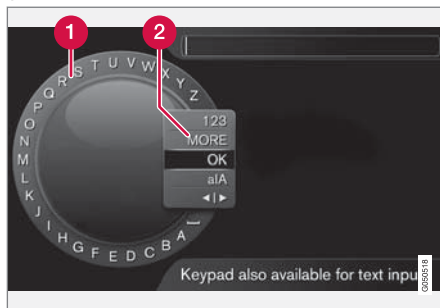 1
2
A B C D E F G H I J K L M N O P Q R S T U V W X Y Z
123
MORE
OK
a|A
◄|►
Keypad also available for text inpu
G050518